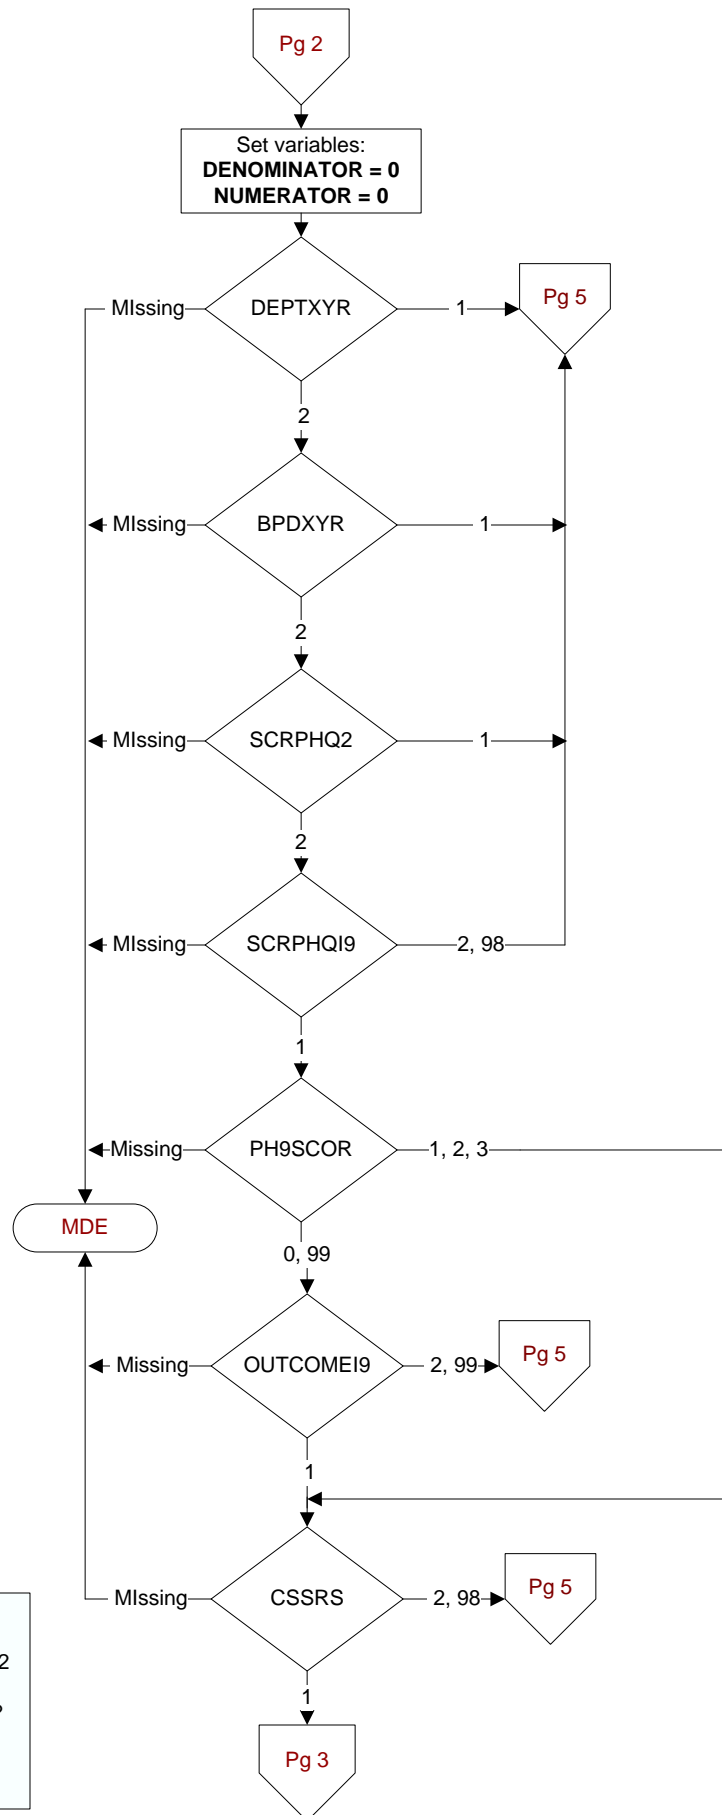 Pg 2
Set variables:
DENOMINATOR = 0
NUMERATOR = 0
MIssing
DEPTXYR
1
Pg 5
2
MIssing
BPDXYR
1
2
MIssing
SCRPHQ2
1
2
MIssing
SCRPHQI9
2, 98
1
Missing
PH9SCOR
1, 2, 3
MDE
0, 99
Missing
OUTCOMEI9
2, 99
Pg 5
1
MIssing
CSSRS
2, 98
Pg 5
2
1
Pg 3